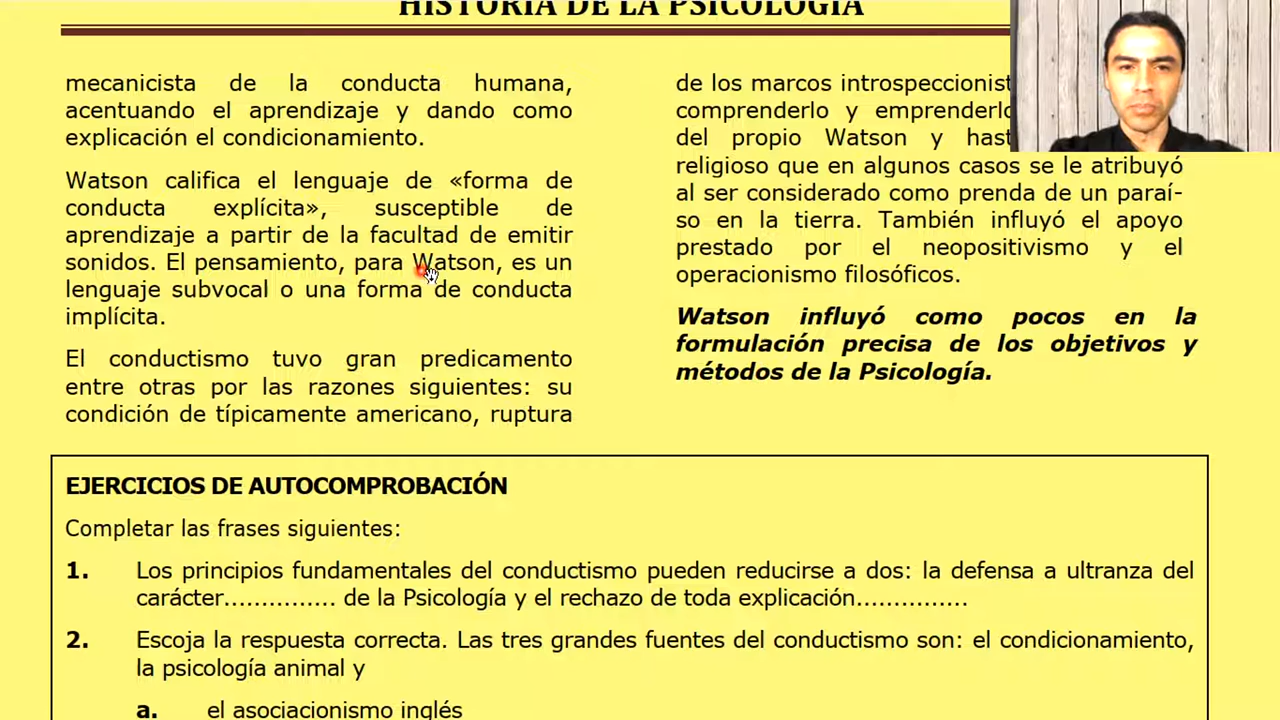 HISTORIA DE LA PSICOLOGÍA
mecanicista de la conducta humana,
acentuando el aprendizaje y dando como
explicación el condicionamiento.
Watson califica el lenguaje de «forma de
conducta explícita», susceptible de
aprendizaje a partir de la facultad de emitir
sonidos. El pensamiento, para Watson, es un
lenguaje subvocal o una forma de conducta
implícita.
El conductismo tuvo gran predicamento
entre otras por las razones siguientes: su
condición de típicamente americano, ruptura
de los marcos
comprenderlo y
del propio Watson y
religioso que en algunos casos se le atribuyó
al ser considerado como prenda de un paraí-
so en la tierra. También influyó el apoyo
prestado por el neopositivismo y el
operacionismo filosóficos.
Watson influyó como pocos en la
formulación precisa de los objetivos y
métodos de la Psicología.
EJERCICIOS DE AUTOCOMPROBACIÓN
Completar las frases siguientes:
1. Los principios fundamentales del conductismo pueden reducirse a dos: la defensa a ultranza del
carácter............... de la Psicología y el rechazo de toda explicación...............
2. Escoja la respuesta correcta. Las tres grandes fuentes del conductismo son: el condicionamiento,
la psicología animal y
a. el asociacionismo inglés